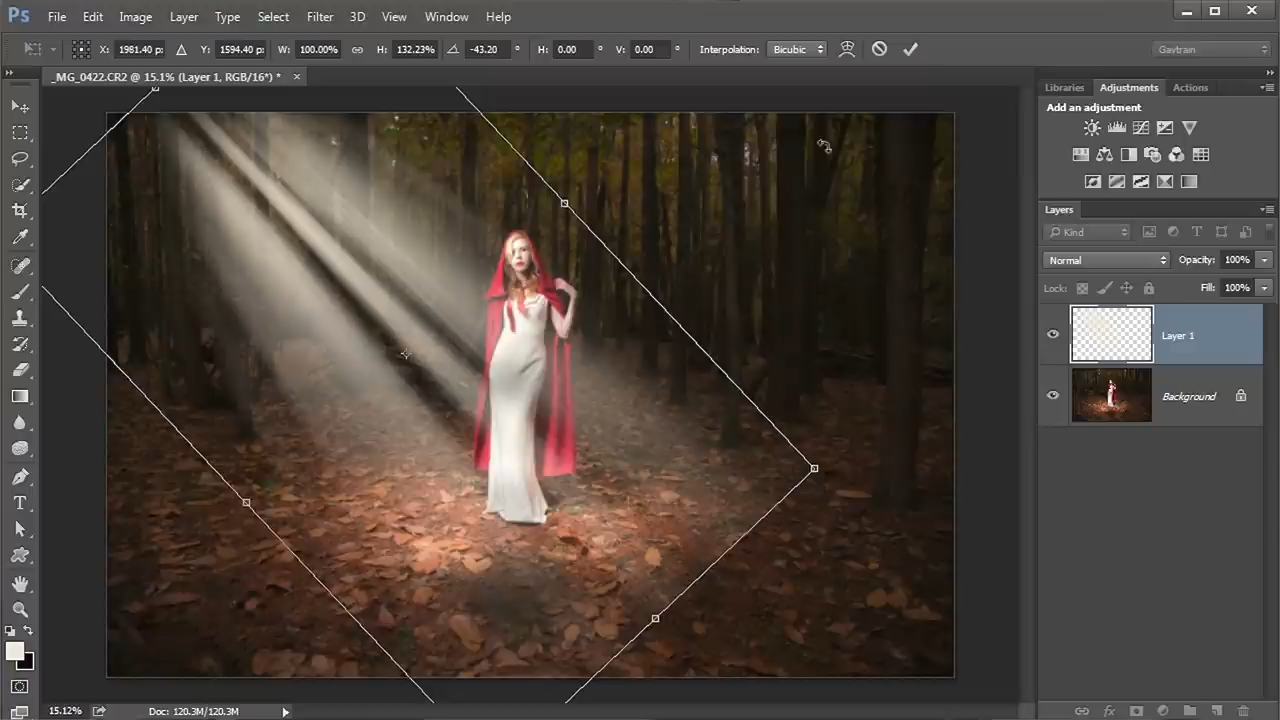 Ps File Edit Image Layer Type Select Filter 3D View Window Help
X: 1981.40 p: Y: 1594.40 p: W: 100.00% H: 132.23% -43.20 ° H: 0.00 ° V: 0.00 ° Interpolation: Bicubic Gavtrain
_MG_0422.CR2 @ 15.1% (Layer 1, RGB/16*) * ×
Libraries Adjustments Actions
Add an adjustment
Layers
Kind
Normal Opacity: 100%
Lock: Fill: 100%
Layer 1
Background
15.12% Doc: 120.3M/120.3M